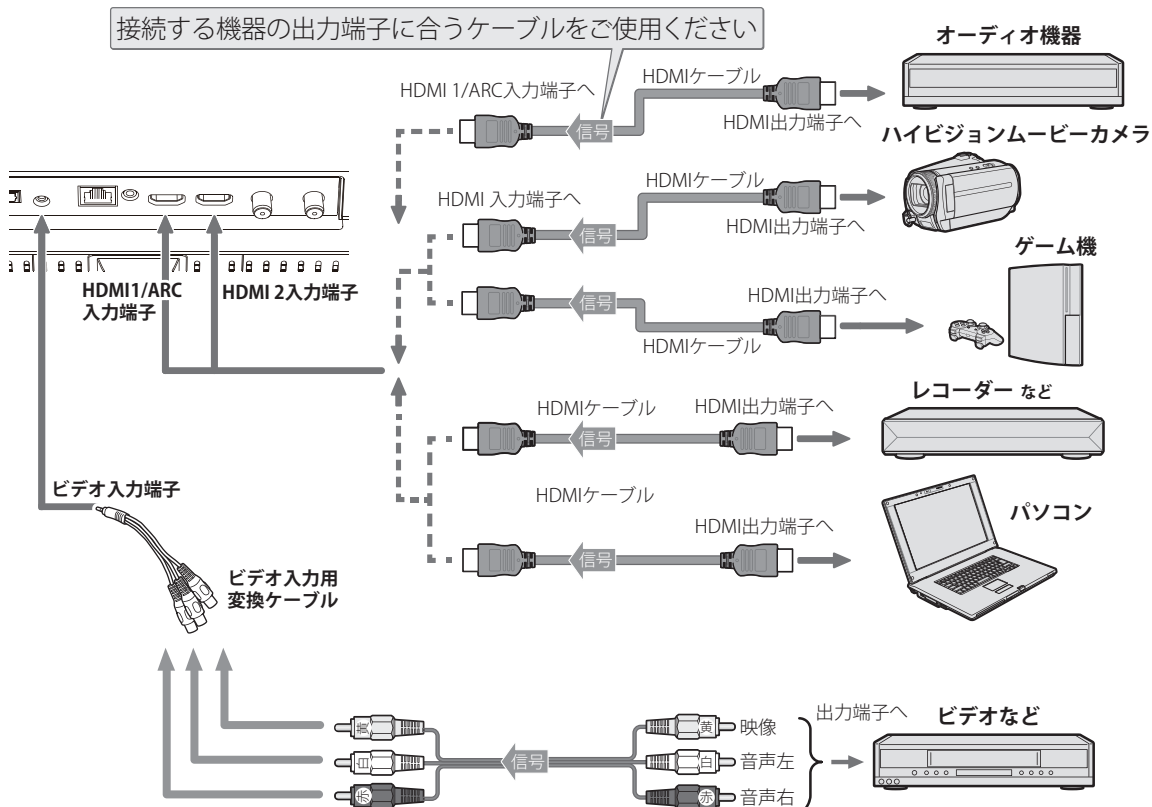 接続する機器の出力端子に合うケーブルをご使用ください
オーディオ機器
HDMIケーブル
HDMI 1/ARC入力端子へ
信号
HDMI出力端子へ
ハイビジョンムービーカメラ
HDMIケーブル
HDMI 入力端子へ
信号
HDMI出力端子へ
ゲーム機
HDMI1/ARC
入力端子
HDMI 2入力端子
HDMI出力端子へ
信号
HDMIケーブル
レコーダー など
HDMIケーブル
HDMI出力端子へ
信号
ビデオ入力端子
HDMIケーブル
パソコン
HDMI出力端子へ
信号
ビデオ入力用
変換ケーブル
出力端子へ
ビデオなど
黄
黄
映像
白
信号
白
音声左
赤
赤
音声右